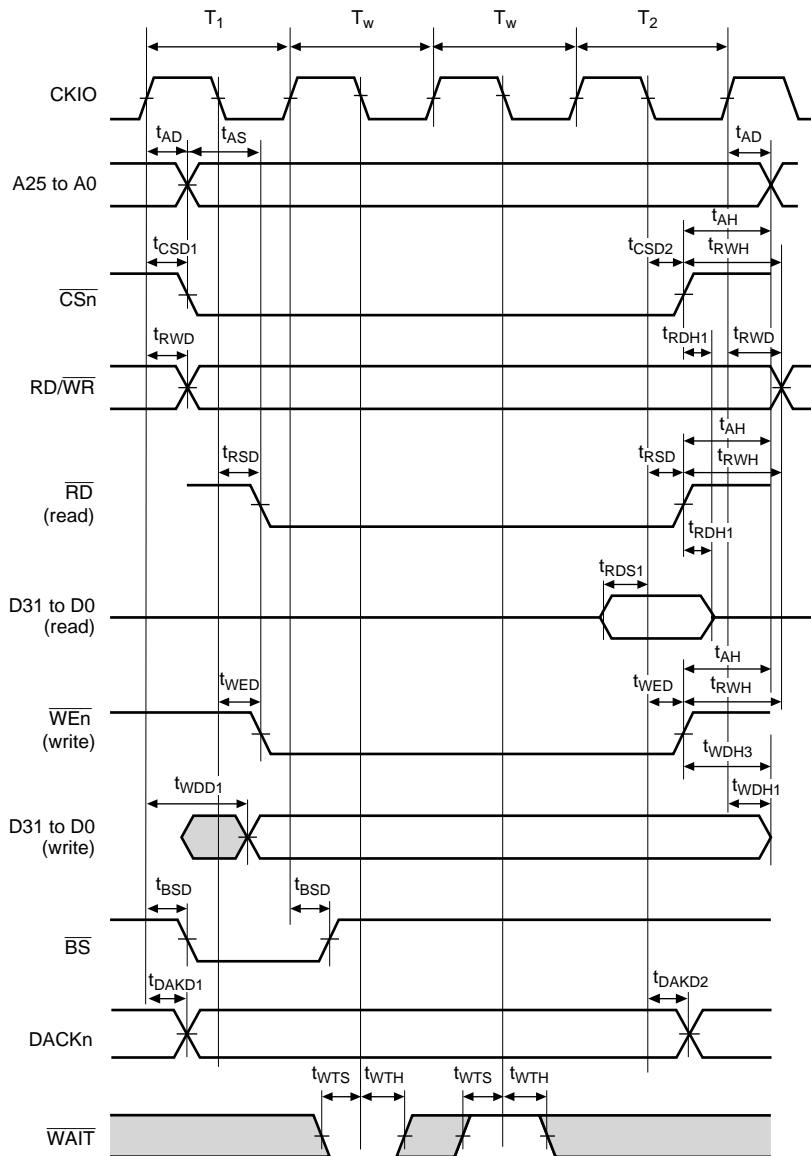 T1 Tw Tw T2
CKIO
tAD tAS tAD
A25 to A0
tAH
tCSD1 tCSD2 tRWH
CSn
tRWD tRDH1 tRWD
RD/WR
tAH
tRSD tRSD tRWH
RD
(read)
tRDH1
tRDS1
D31 to D0
(read)
tAH
tWED tWED tRWH
WEn
(write)
tWDH3
tWDD1 tWDH1
D31 to D0
(write)
tBSD tBSD
BS
tDAKD1 tDAKD2
DACKn
tWTS tWTH tWTS tWTH
WAIT